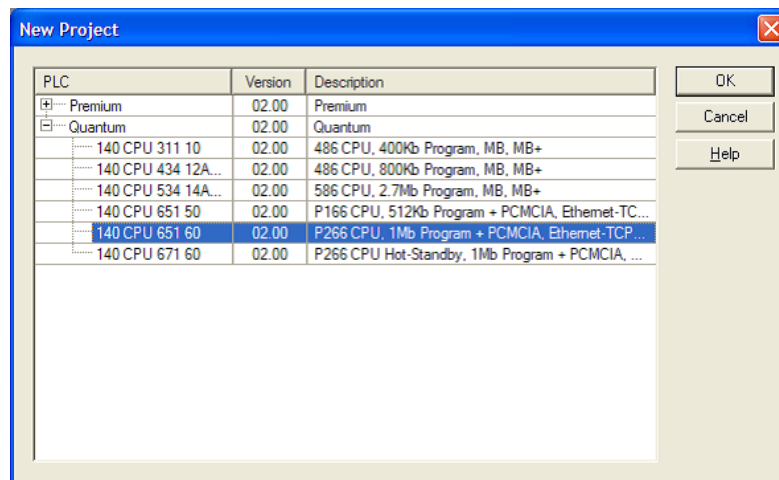 New Project
PLC Version Description
Premium 02.00 Premium
Quantum 02.00 Quantum
140 CPU 311 10 02.00 486 CPU, 400Kb Program, MB, MB+
140 CPU 434 12A... 02.00 486 CPU, 800Kb Program, MB, MB+
140 CPU 534 14A... 02.00 586 CPU, 2.7Mb Program, MB, MB+
140 CPU 651 50 02.00 P166 CPU, 512Kb Program + PCMCIA, Ethernet-TC...
140 CPU 651 60 02.00 P266 CPU, 1Mb Program + PCMCIA, Ethernet-TCP...
140 CPU 671 60 02.00 P266 CPU Hot-Standby, 1Mb Program + PCMCIA, ...
OK
Cancel
Help